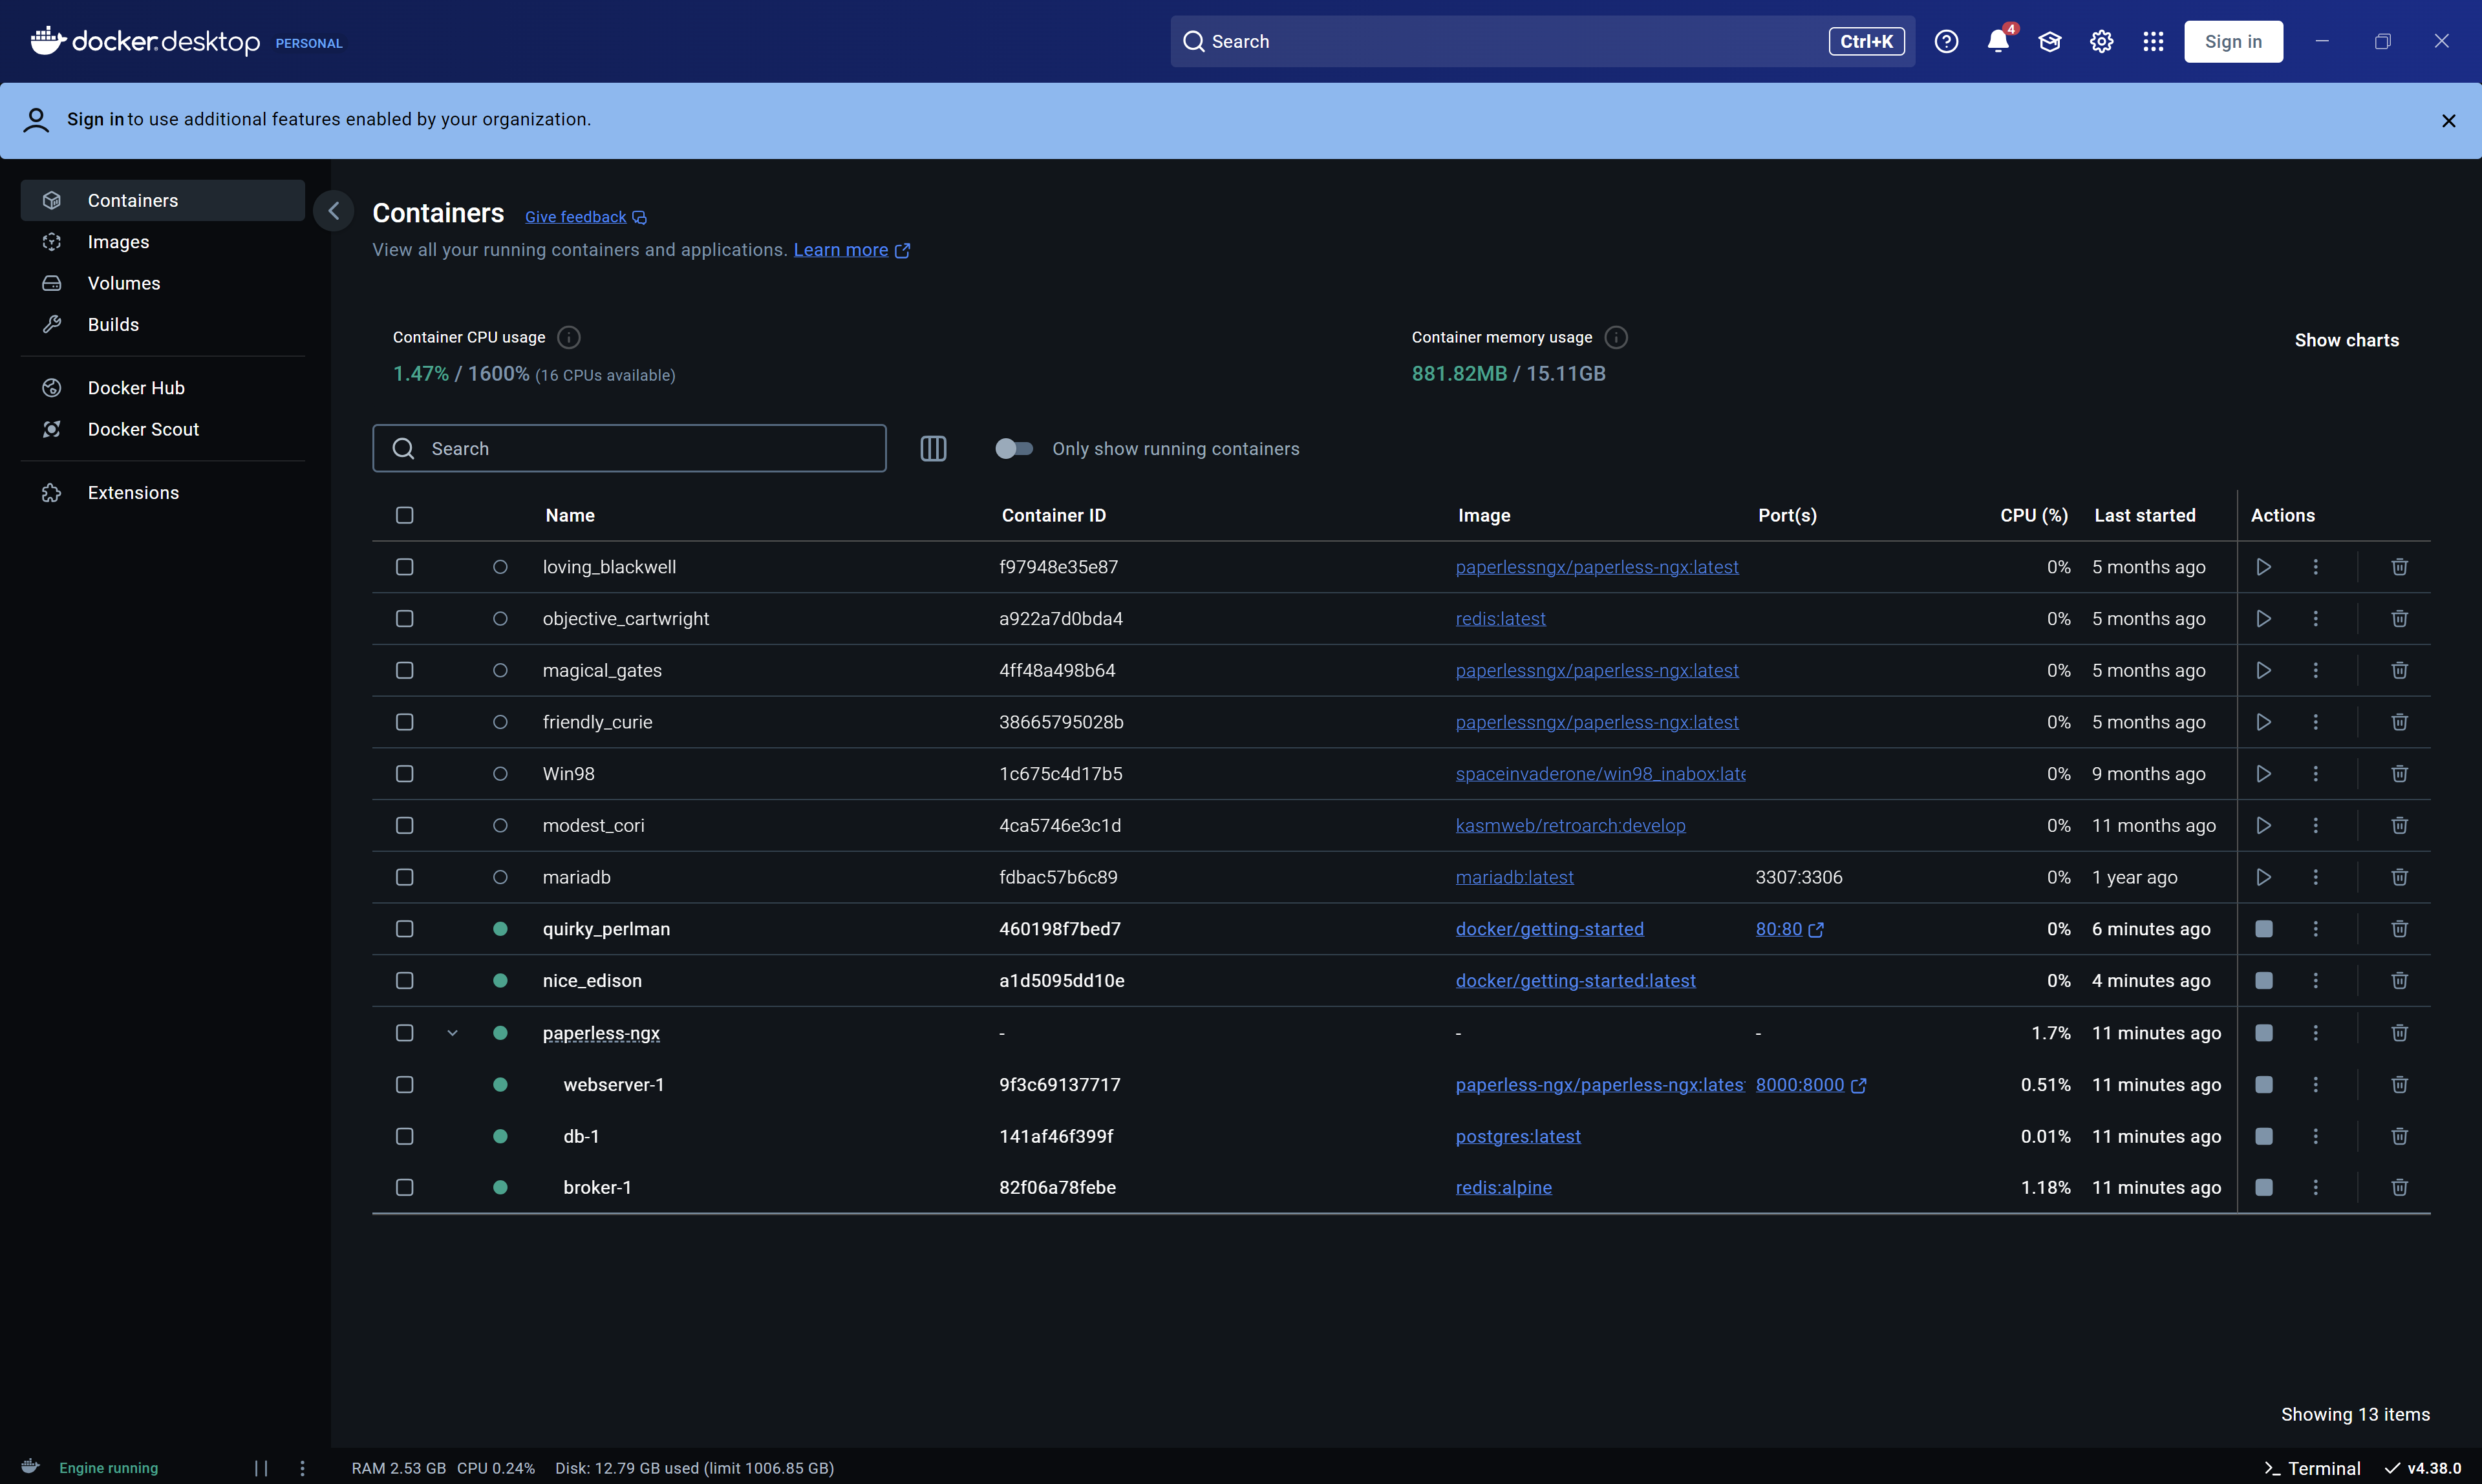 docker.desktop PERSONAL
Search Ctrl+K
4
Sign in
Sign in to use additional features enabled by your organization.
Containers
Images
Volumes
Builds
Docker Hub
Docker Scout
Extensions
Containers Give feedback
View all your running containers and applications. Learn more
Container CPU usage
1.47% / 1600% (16 CPUs available)
Container memory usage
881.82MB / 15.11GB
Show charts
Search
Only show running containers
Name Container ID Image Port(s) CPU (%) Last started Actions
loving_blackwell f97948e35e87 paperlessngx/paperless-ngx:latest 0% 5 months ago
objective_cartwright a922a7d0bda4 redis:latest 0% 5 months ago
magical_gates 4ff48a498b64 paperlessngx/paperless-ngx:latest 0% 5 months ago
friendly_curie 38665795028b paperlessngx/paperless-ngx:latest 0% 5 months ago
Win98 1c675c4d17b5 spaceinvaderone/win98_inabox:late 0% 9 months ago
modest_cori 4ca5746e3c1d kasmweb/retroarch:develop 0% 11 months ago
mariadb fdbac57b6c89 mariadb:latest 3307:3306 0% 1 year ago
quirky_perlman 460198f7bed7 docker/getting-started 80:80 0% 6 minutes ago
nice_edison a1d5095dd10e docker/getting-started:latest 0% 4 minutes ago
paperless-ngx - - - 1.7% 11 minutes ago
webserver-1 9f3c69137717 paperless-ngx/paperless-ngx:lates 8000:8000 0.51% 11 minutes ago
db-1 141af46f399f postgres:latest 0.01% 11 minutes ago
broker-1 82f06a78febe redis:alpine 1.18% 11 minutes ago
Showing 13 items
Engine running
RAM 2.53 GB CPU 0.24% Disk: 12.79 GB used (limit 1006.85 GB)
Terminal v4.38.0